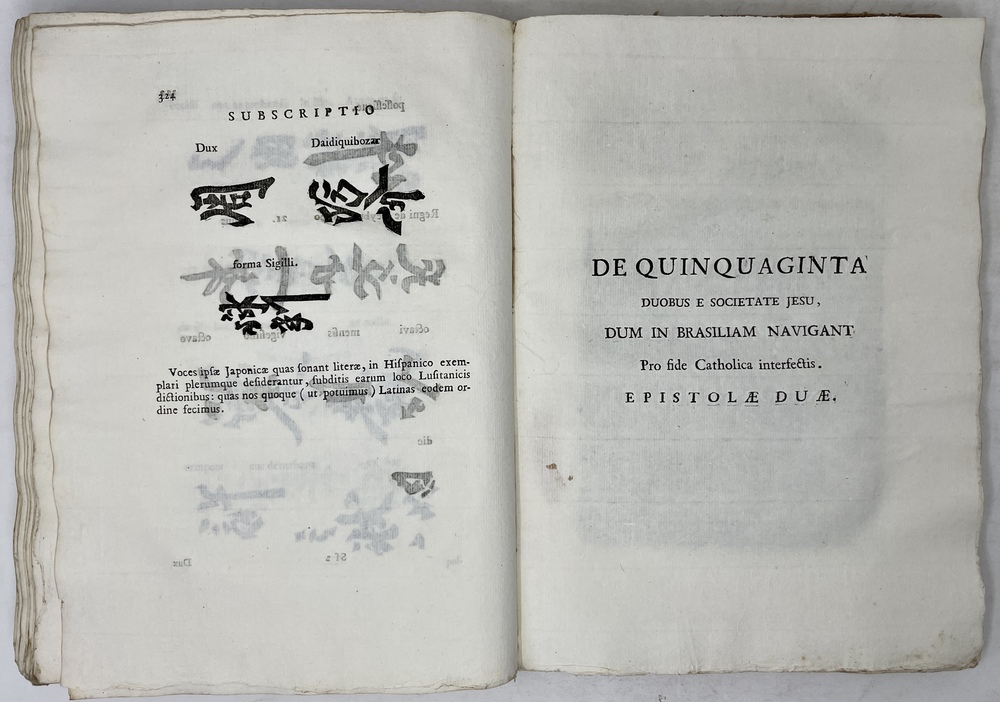 324
SUBSCRIPTIO
Dux Daidiquibozar
forma Sigilli.
Voces ipſæ Japonicæ quas ſonant literæ, in Hiſpanico exem-
plari plerumque deſiderantur, ſubditis earum loco Luſitanicis
dictionibus: quas nos quoque ( ut potuimus ) Latinas eodem or-
dine fecimus.
DE QUINQUAGINTA
DUOBUS E SOCIETATE JESU,
DUM IN BRASILIAM NAVIGANT
Pro fide Catholica interfectis.
EPISTOLÆ DUÆ.